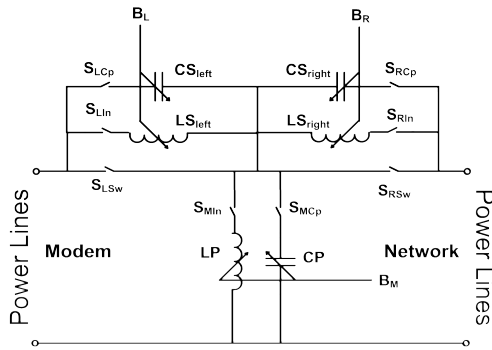 B_L
B_R
S_LCp
CS_left
CS_right
S_RCp
S_LIn
LS_left
LS_right
S_RIn
S_LSw
S_RSw
S_MIn
S_MCp
Power Lines
Modem
LP
CP
Network
Power Lines
B_M